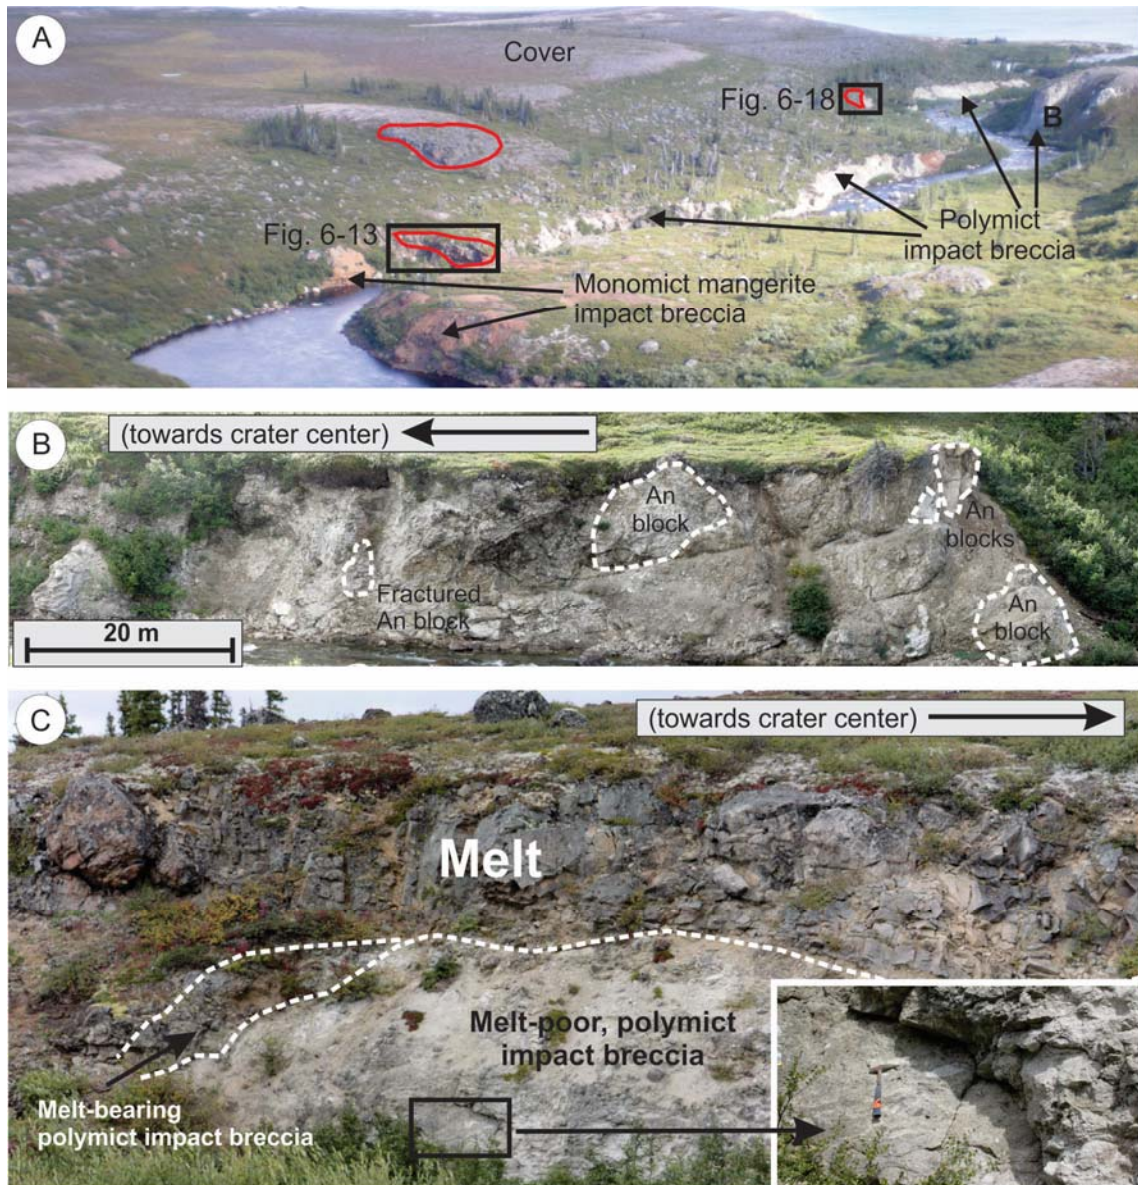 A
Cover
Fig. 6-18
B
Fig. 6-13
Polymict
impact breccia
Monomict mangerite
impact breccia
B
(towards crater center)
An
block
An
blocks
Fractured
An block
An
block
20 m
C
(towards crater center)
Melt
Melt-poor, polymict
impact breccia
Melt-bearing
polymict impact breccia